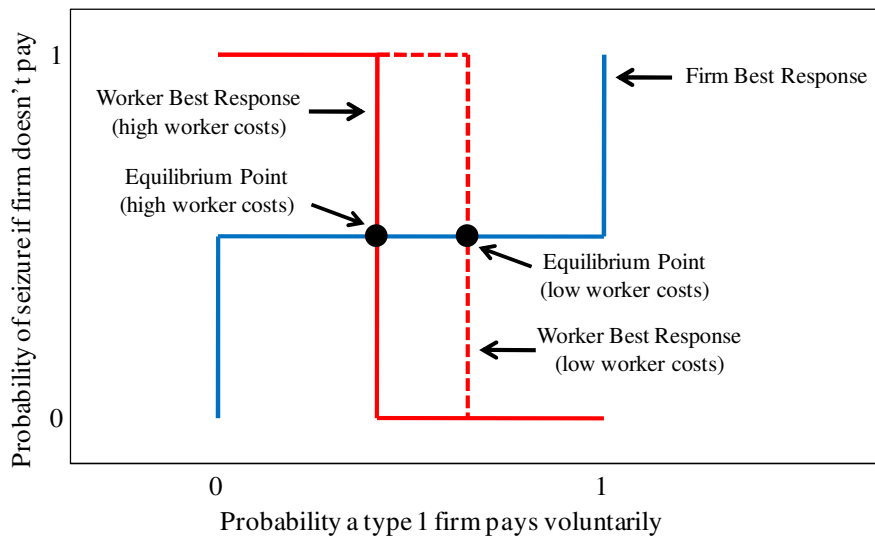 1
Firm Best Response
Worker Best Response
(high worker costs)
Equilibrium Point
(high worker costs)
Equilibrium Point
(low worker costs)
Worker Best Response
(low worker costs)
Probability of seizure if firm doesn't pay
0
0
1
Probability a type 1 firm pays voluntarily